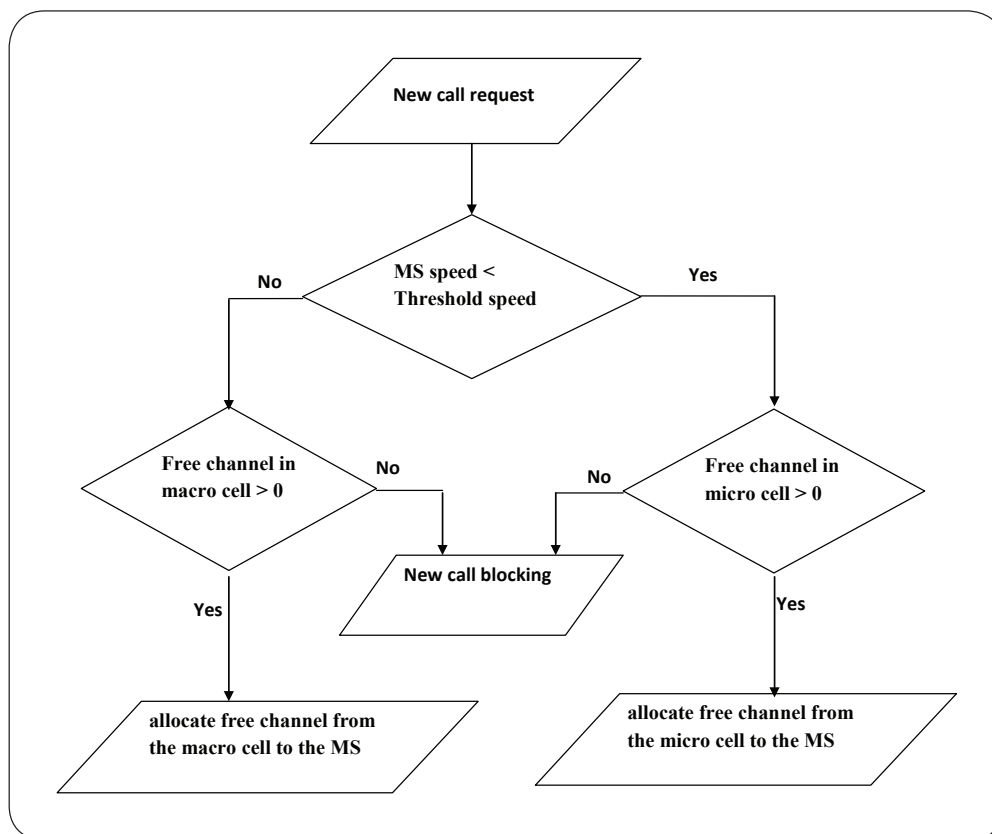 New call request
MS speed <
Threshold speed
No
Yes
Free channel in
macro cell > 0
No
No
Free channel in
micro cell > 0
New call blocking
Yes
Yes
allocate free channel from
the macro cell to the MS
allocate free channel from
the micro cell to the MS